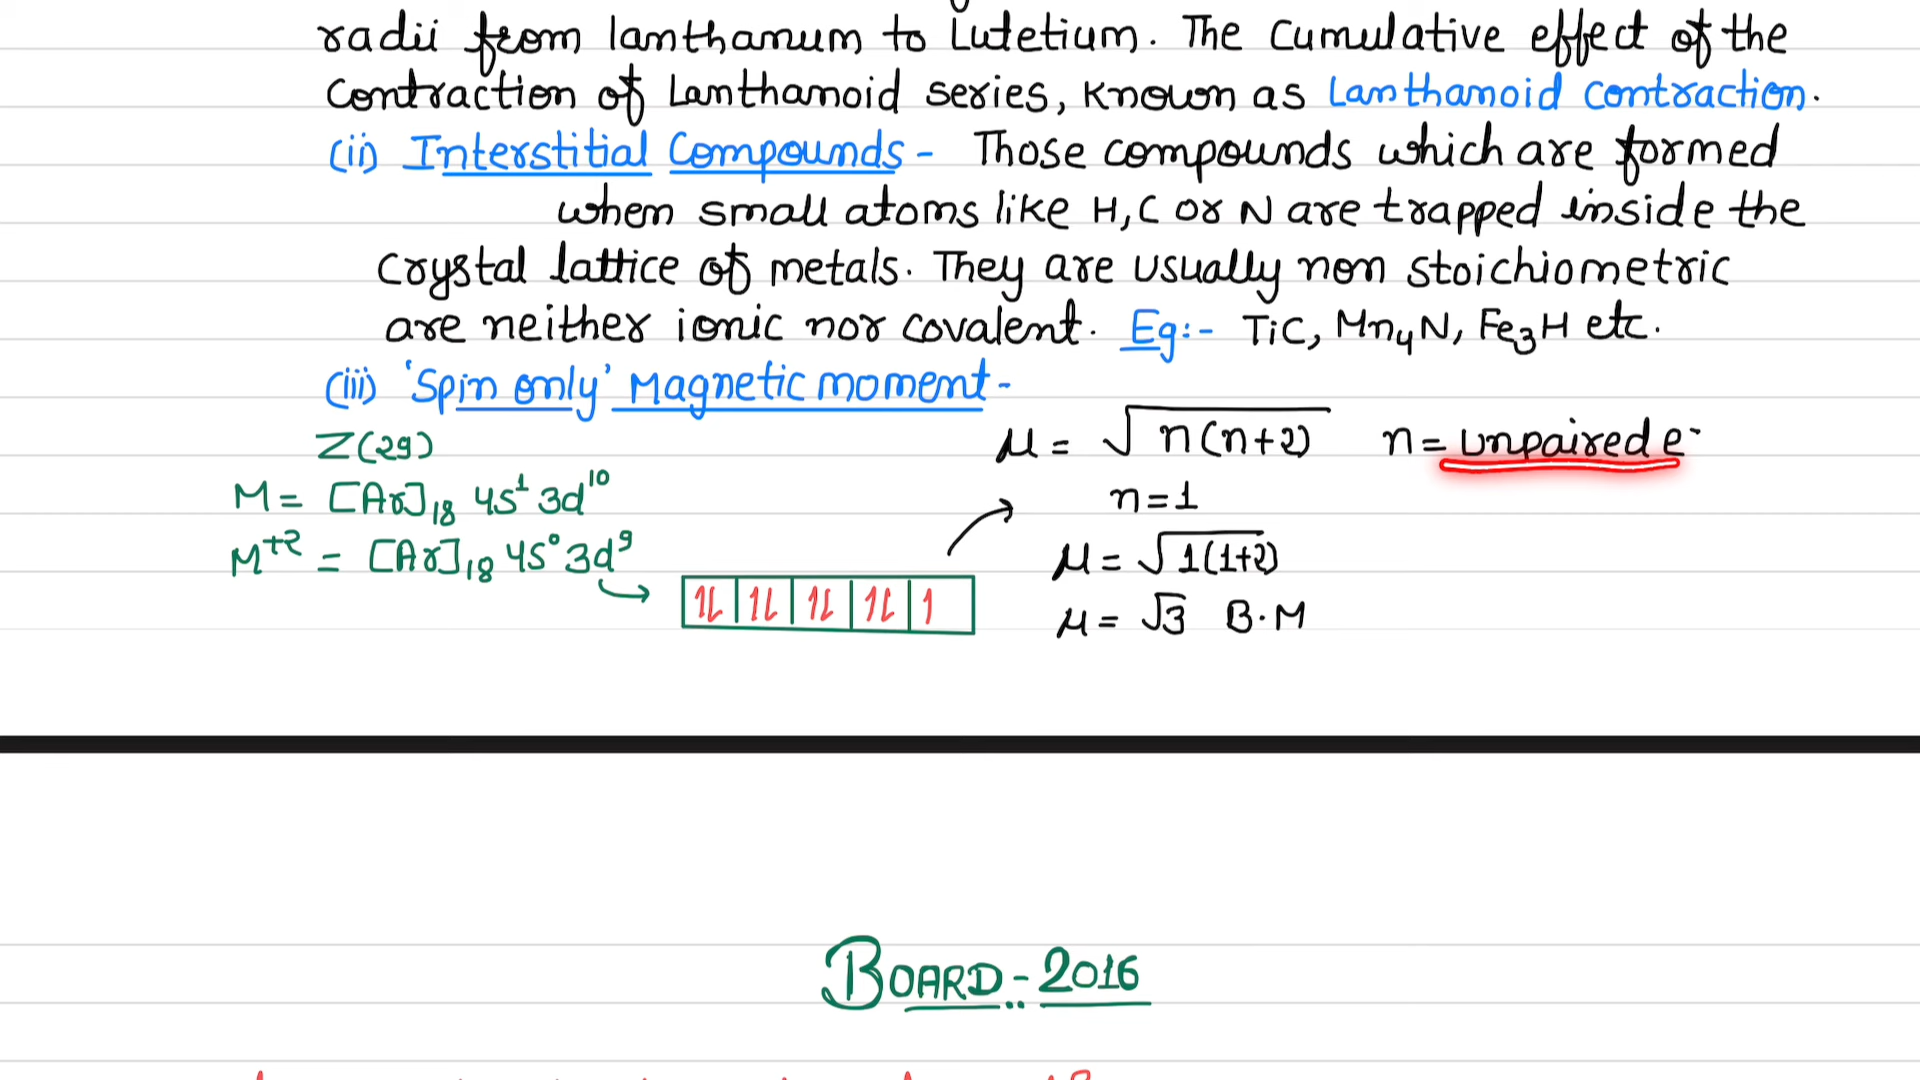 radii from lanthanum to Lutetium. The Cumulative effect of the
contraction of Lanthanoid series, known as Lanthanoid contraction.
(ii) Interstitial Compounds - Those compounds which are formed
when small atoms like H, C or N are trapped inside the
crystal lattice of metals. They are usually non stoichiometric
are neither ionic nor covalent. Eg:- TiC, Mn₄N, Fe₃H etc.
(iii) 'Spin only' Magnetic moment -
Z(29)
M = [Ar]₁₈ 4s¹ 3d¹⁰
M⁺² = [Ar]₁₈ 4s⁰ 3d⁹
1L 1L 1L 1L 1
μ = √n(n+2) n = unpaired e⁻
n = 1
μ = √1(1+2)
μ = √3 B.M
BOARD - 2016